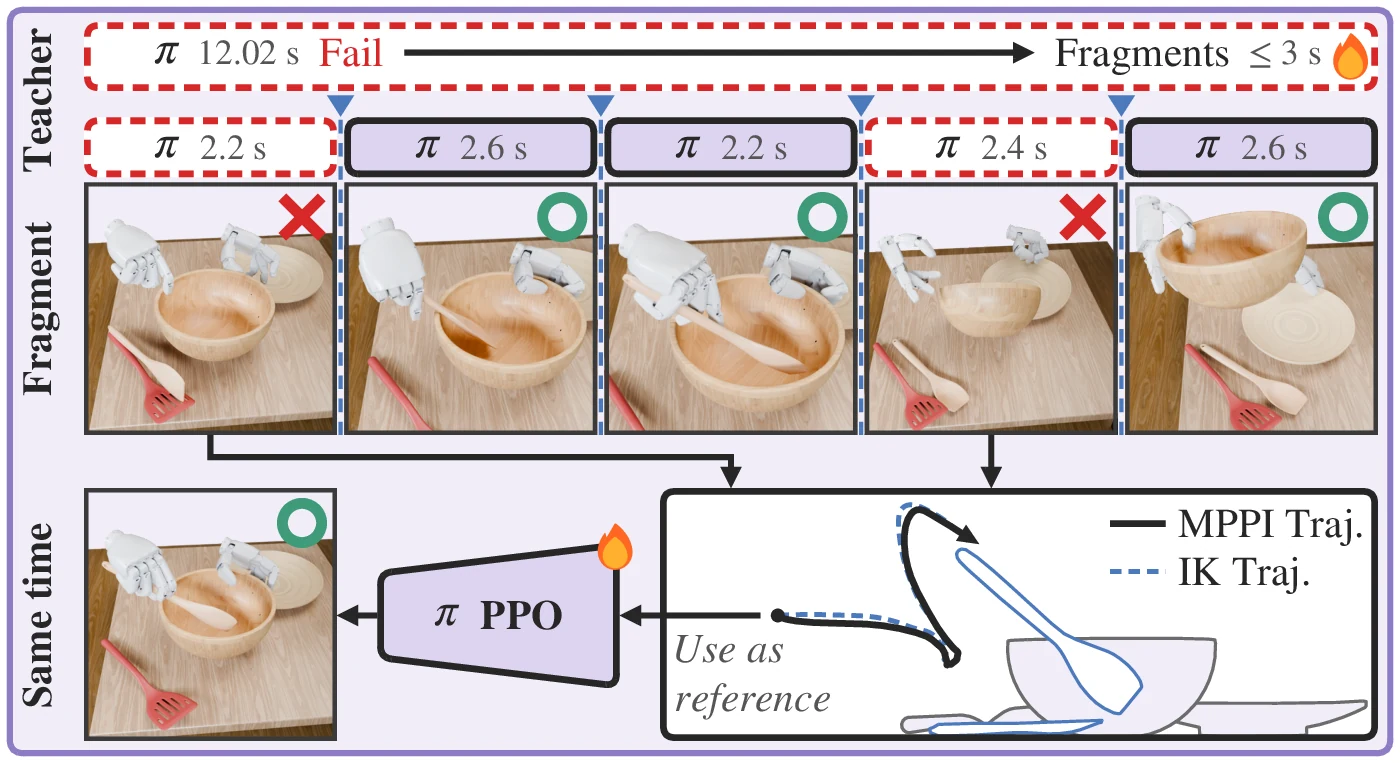 Teacher
π 12.02 s Fail
Fragments ≤ 3 s
π 2.2 s
π 2.6 s
π 2.2 s
π 2.4 s
π 2.6 s
Fragment
Same time
π PPO
Use as
reference
MPPI Traj.
IK Traj.